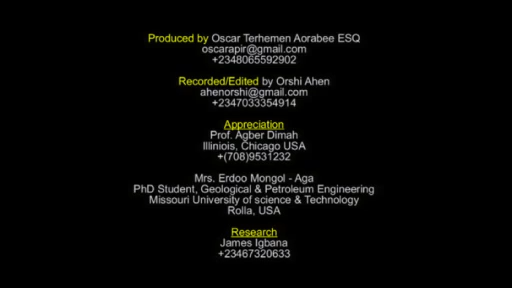 Produced by Oscar Terhemen Aorabee ESQ
oscarapir@gmail.com
+2348065592902
Recorded/Edited by Orshi Ahen
ahenorshi@gmail.com
+2347033354914
Appreciation
Prof. Agber Dimah
Illiniois, Chicago USA
+(708)9531232
Mrs. Erdoo Mongol - Aga
PhD Student, Geological & Petroleum Engineering
Missouri University of science & Technology
Rolla, USA
Research
James Igbana
+23467320633